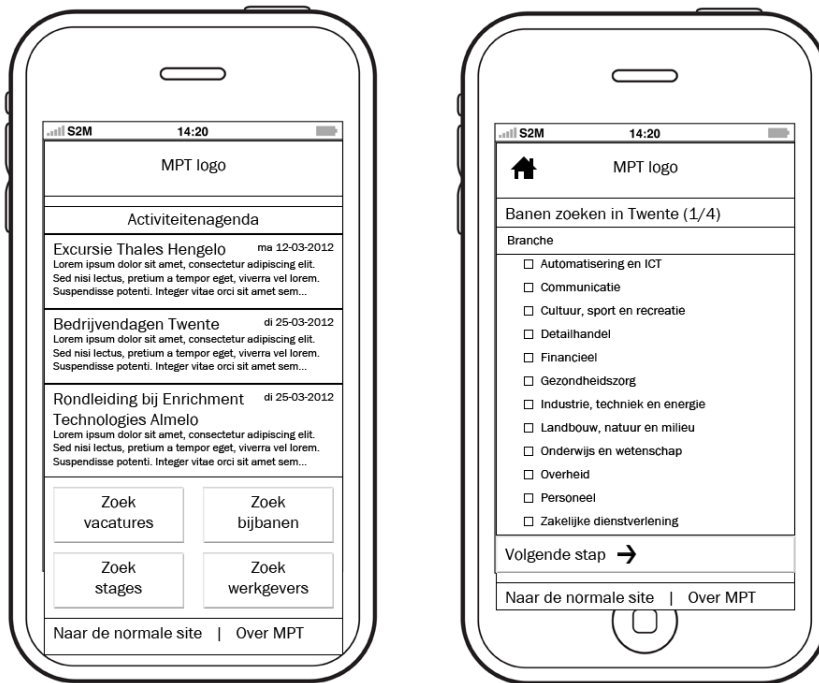 S2M 14:20
MPT logo
Activiteitenagenda
Excursie Thales Hengelo ma 12-03-2012
Lorem ipsum dolor sit amet, consectetur adipiscing elit.
Sed nisi lectus, pretium a tempor eget, viverra vel lorem.
Suspendisse potenti. Integer vitae orci sit amet sem...
Bedrijvendagen Twente di 25-03-2012
Lorem ipsum dolor sit amet, consectetur adipiscing elit.
Sed nisi lectus, pretium a tempor eget, viverra vel lorem.
Suspendisse potenti. Integer vitae orci sit amet sem...
Rondleiding bij Enrichment di 25-03-2012
Technologies Almelo
Lorem ipsum dolor sit amet, consectetur adipiscing elit.
Sed nisi lectus, pretium a tempor eget, viverra vel lorem.
Suspendisse potenti. Integer vitae orci sit amet sem...
Zoek
vacatures
Zoek
bijbanen
Zoek
stages
Zoek
werkgevers
Naar de normale site | Over MPT
S2M 14:20
MPT logo
Banen zoeken in Twente (1/4)
Branche
Automatisering en ICT
Communicatie
Cultuur, sport en recreatie
Detailhandel
Financieel
Gezondheidszorg
Industrie, techniek en energie
Landbouw, natuur en milieu
Onderwijs en wetenschap
Overheid
Personeel
Zakelijke dienstverlening
Volgende stap →
Naar de normale site | Over MPT